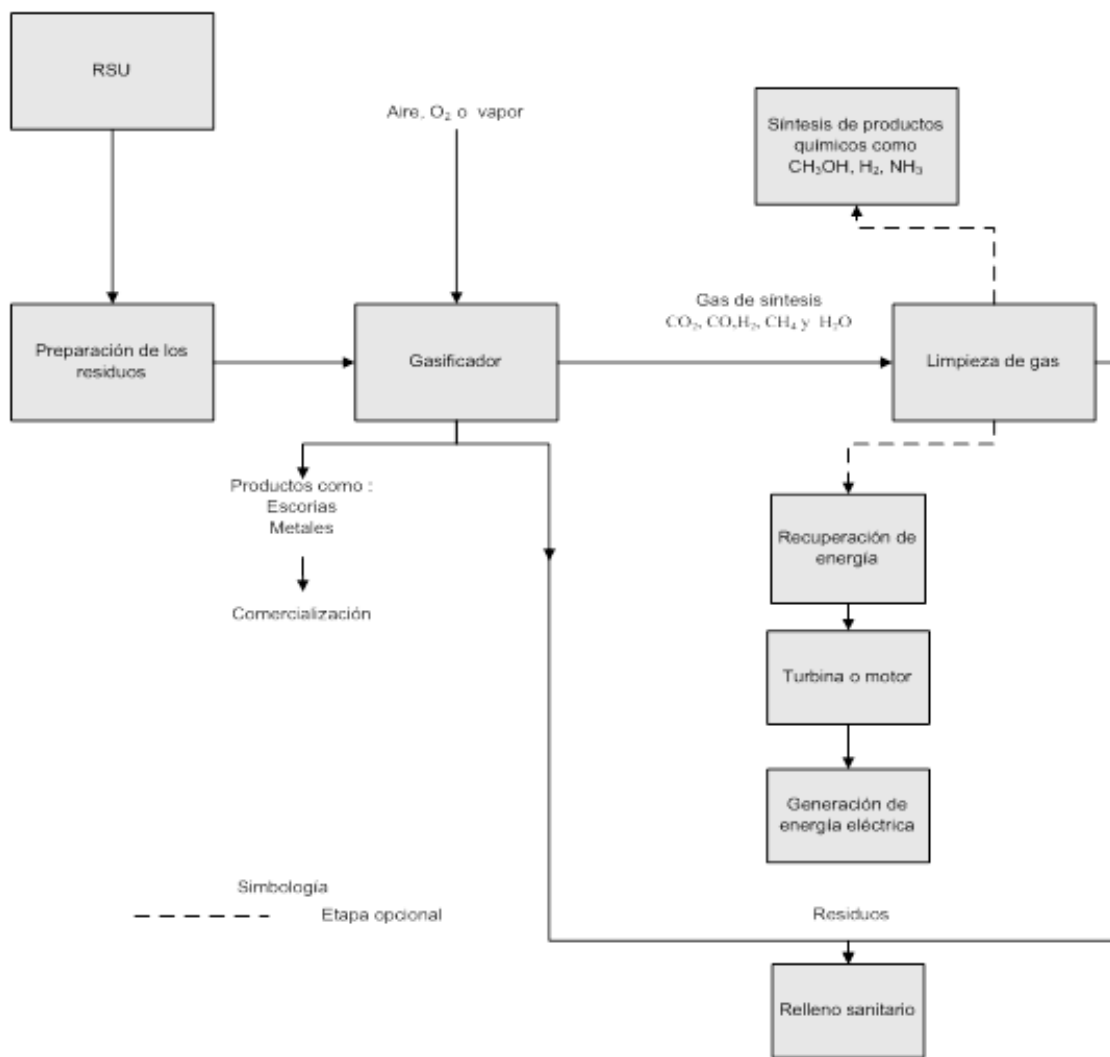 RSU
Aire, O₂ o vapor
Síntesis de productos
químicos como
CH₃OH, H₂, NH₃
Preparación de los
residuos
Gasificador
Gas de síntesis
CO₂, CO,H₂, CH₄ y H₂O
Limpieza de gas
Productos como :
Escorias
Metales
Comercialización
Recuperación de
energía
Turbina o motor
Generación de
energía eléctrica
Simbología
Etapa opcional
Residuos
Relleno sanitario